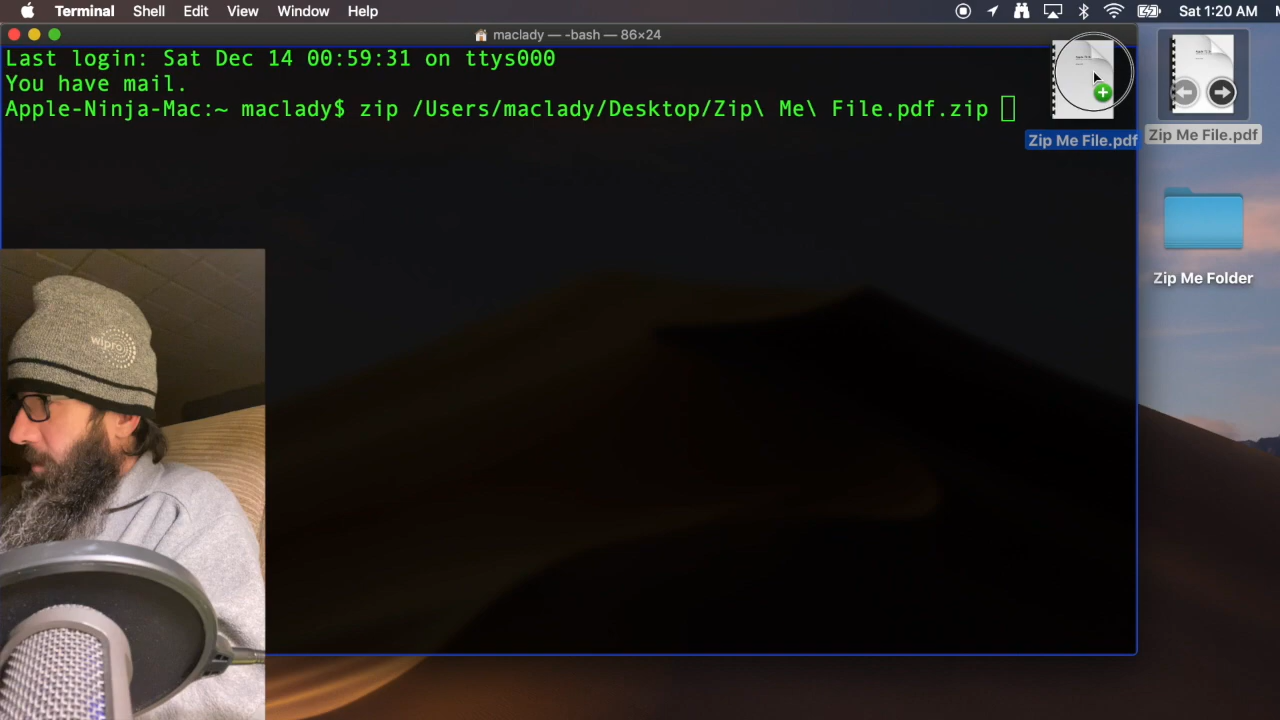 Terminal Shell Edit View Window Help Sat 1:20 AM
maclady — -bash — 86×24
Last login: Sat Dec 14 00:59:31 on ttys000
You have mail.
Apple-Ninja-Mac:~ maclady$ zip /Users/maclady/Desktop/Zip\ Me\ File.pdf.zip
Zip Me File.pdf
Zip Me File.pdf
Zip Me Folder
wipro